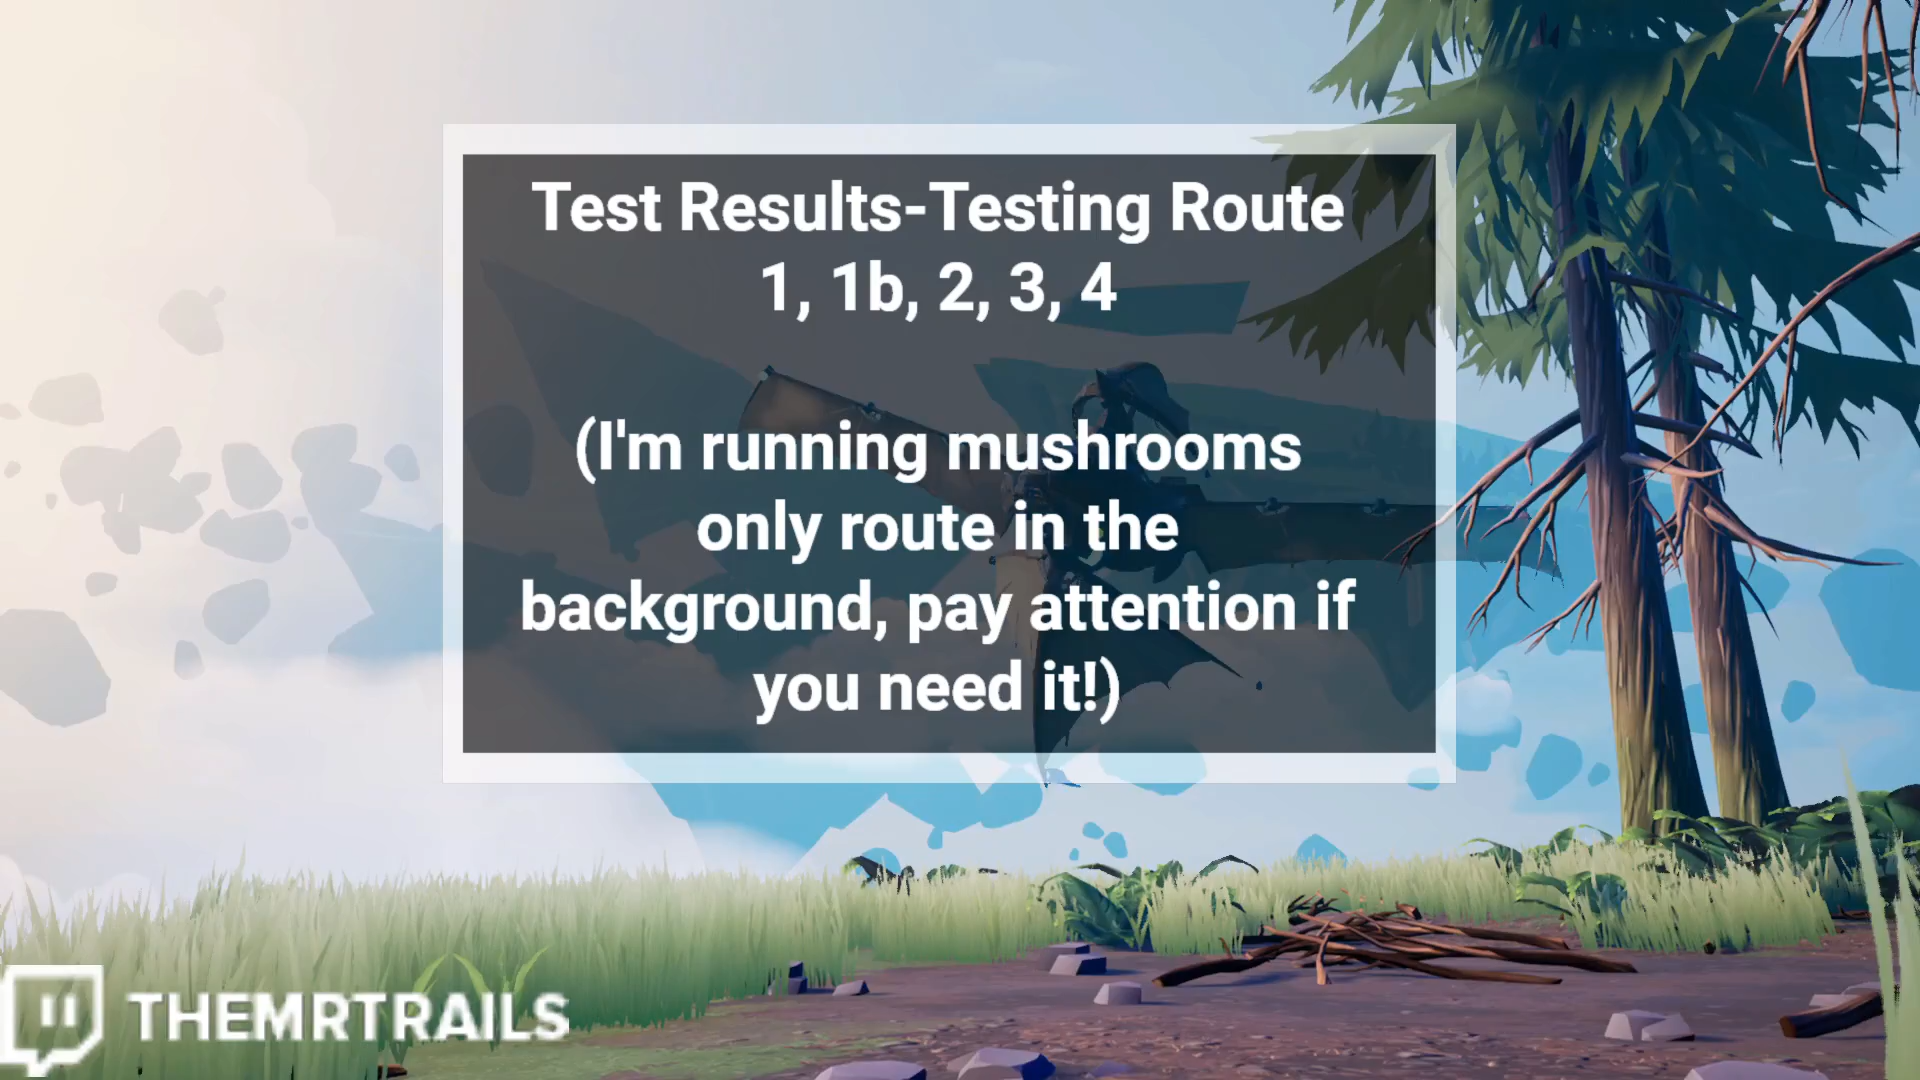 Test Results-Testing Route
1, 1b, 2, 3, 4
(I'm running mushrooms
only route in the
background, pay attention if
you need it!)
THEMRTRAILS